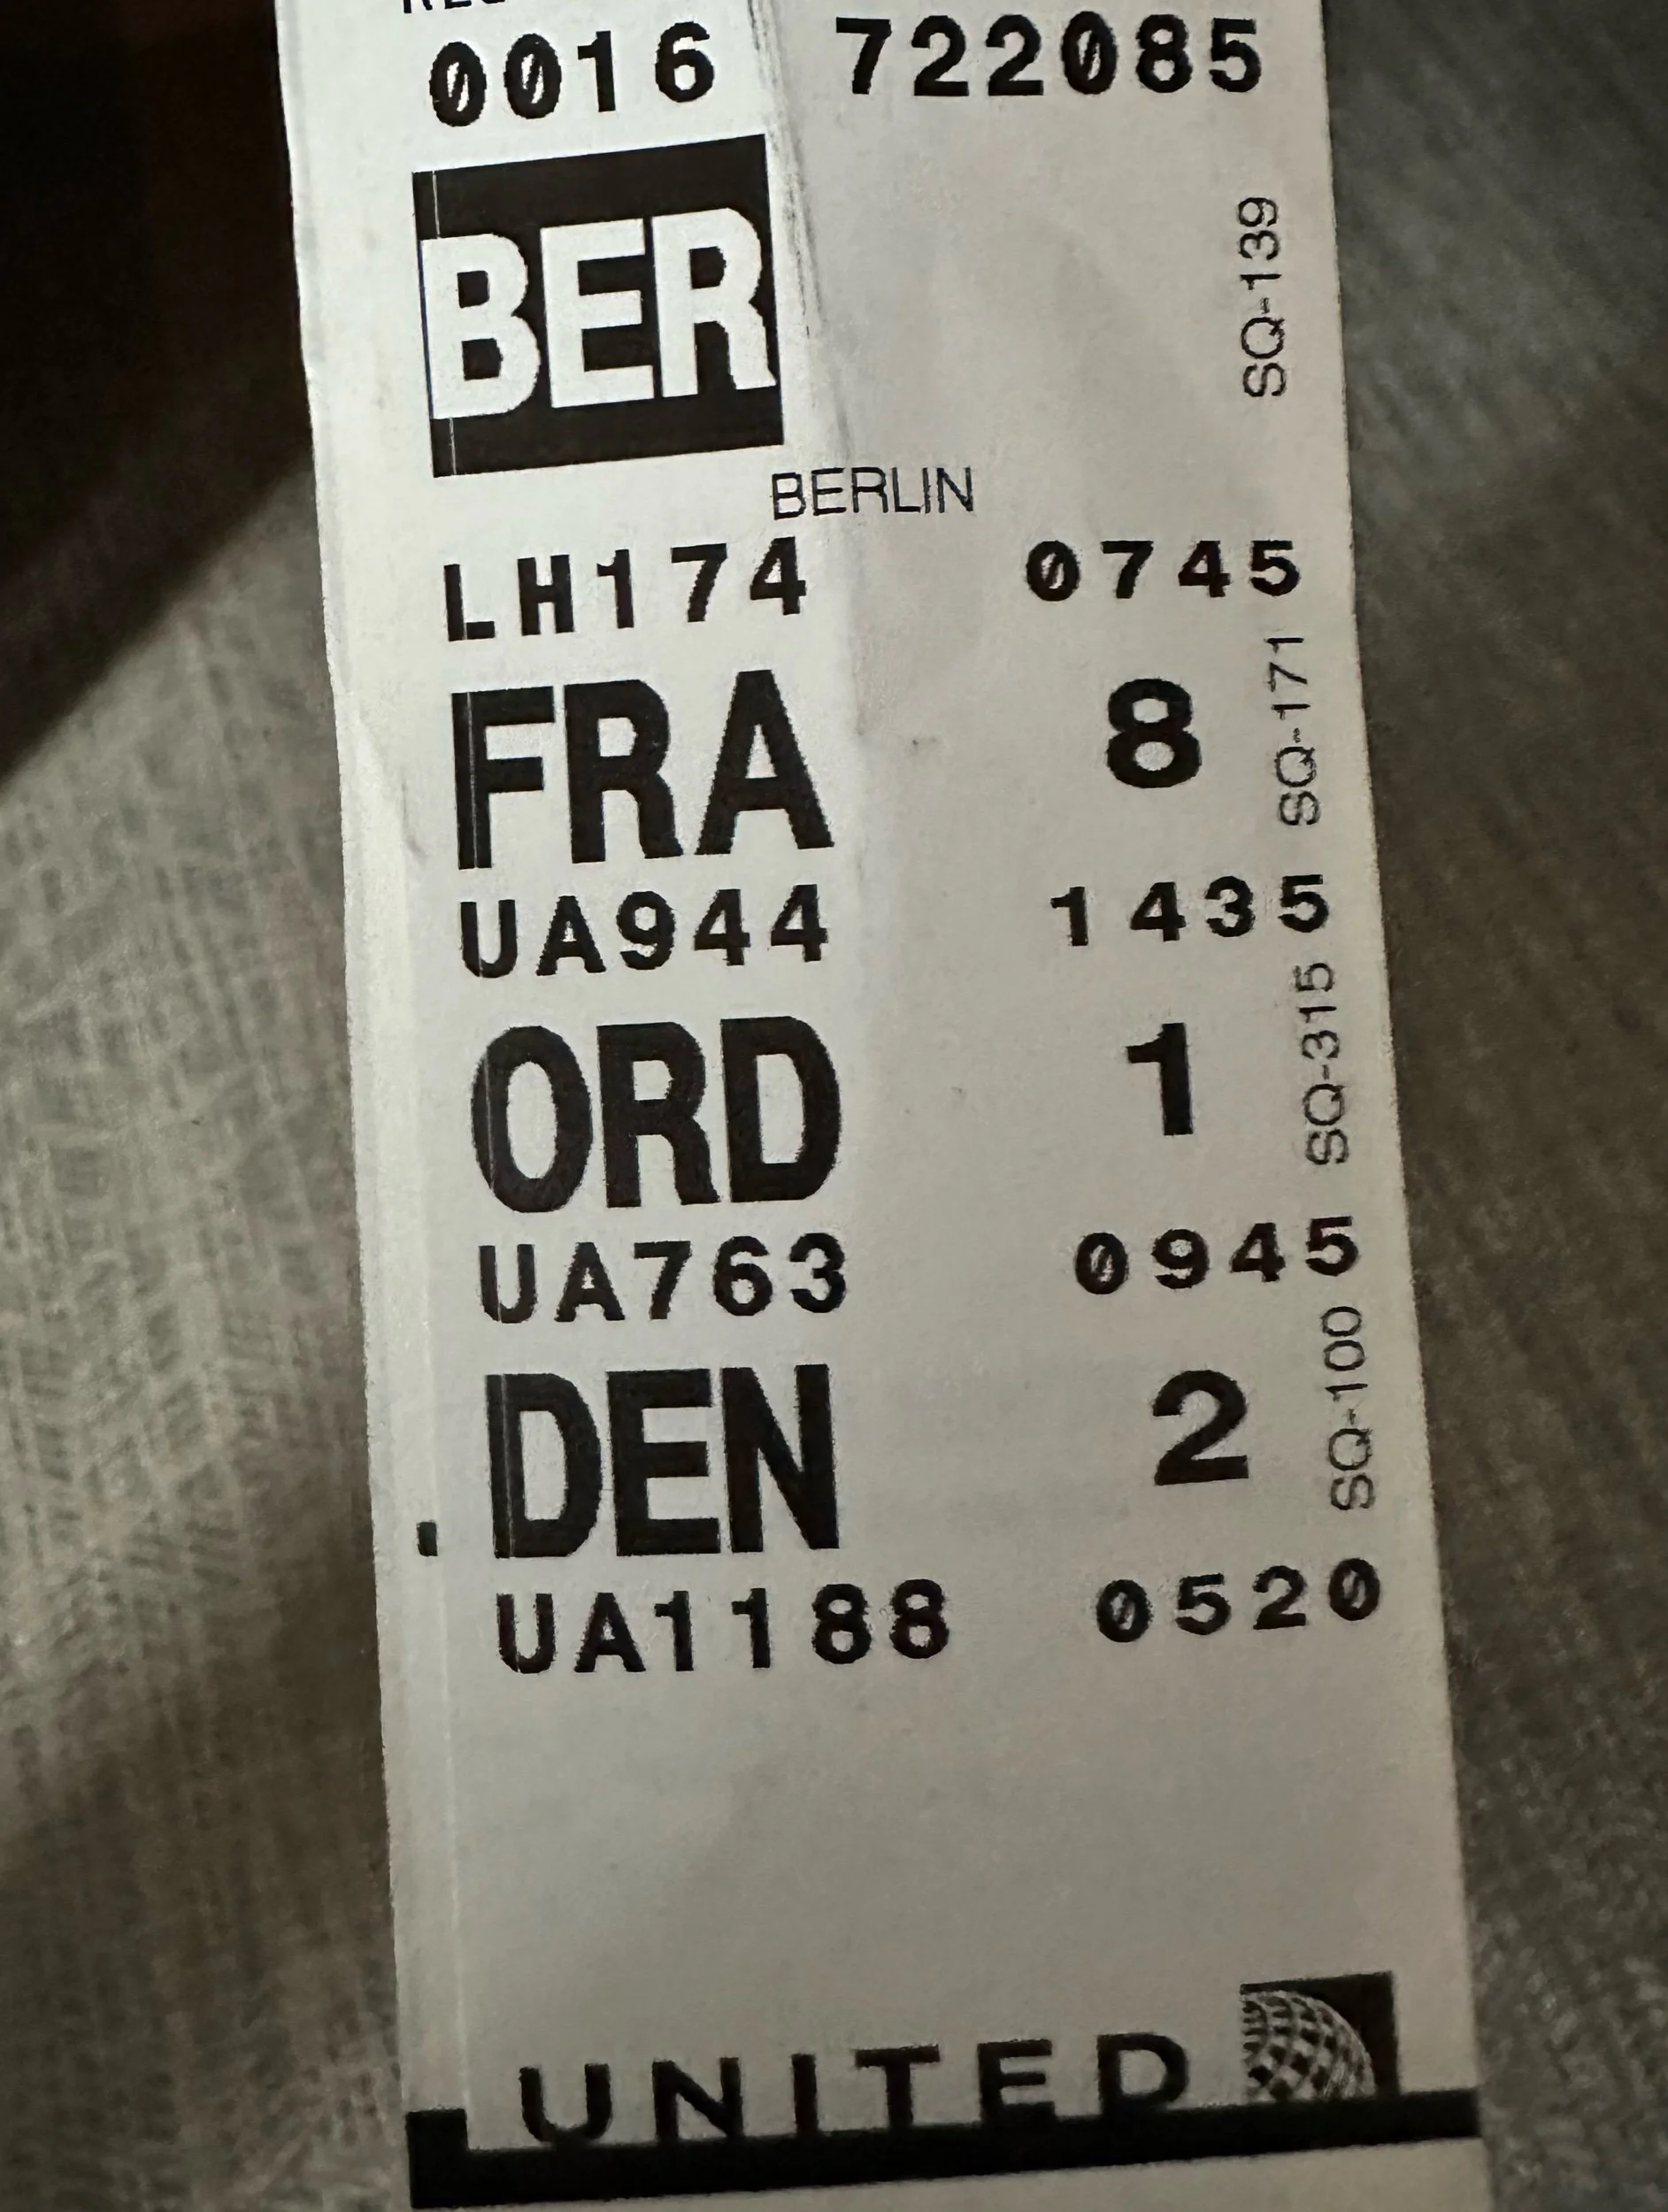 0016 722085
BER
SQ-139
BERLIN
LH174 0745
FRA 8
SQ-171
UA944 1435
ORD 1
SQ-315
UA763 0945
DEN 2
SQ-100
UA1188 0520
UNITED